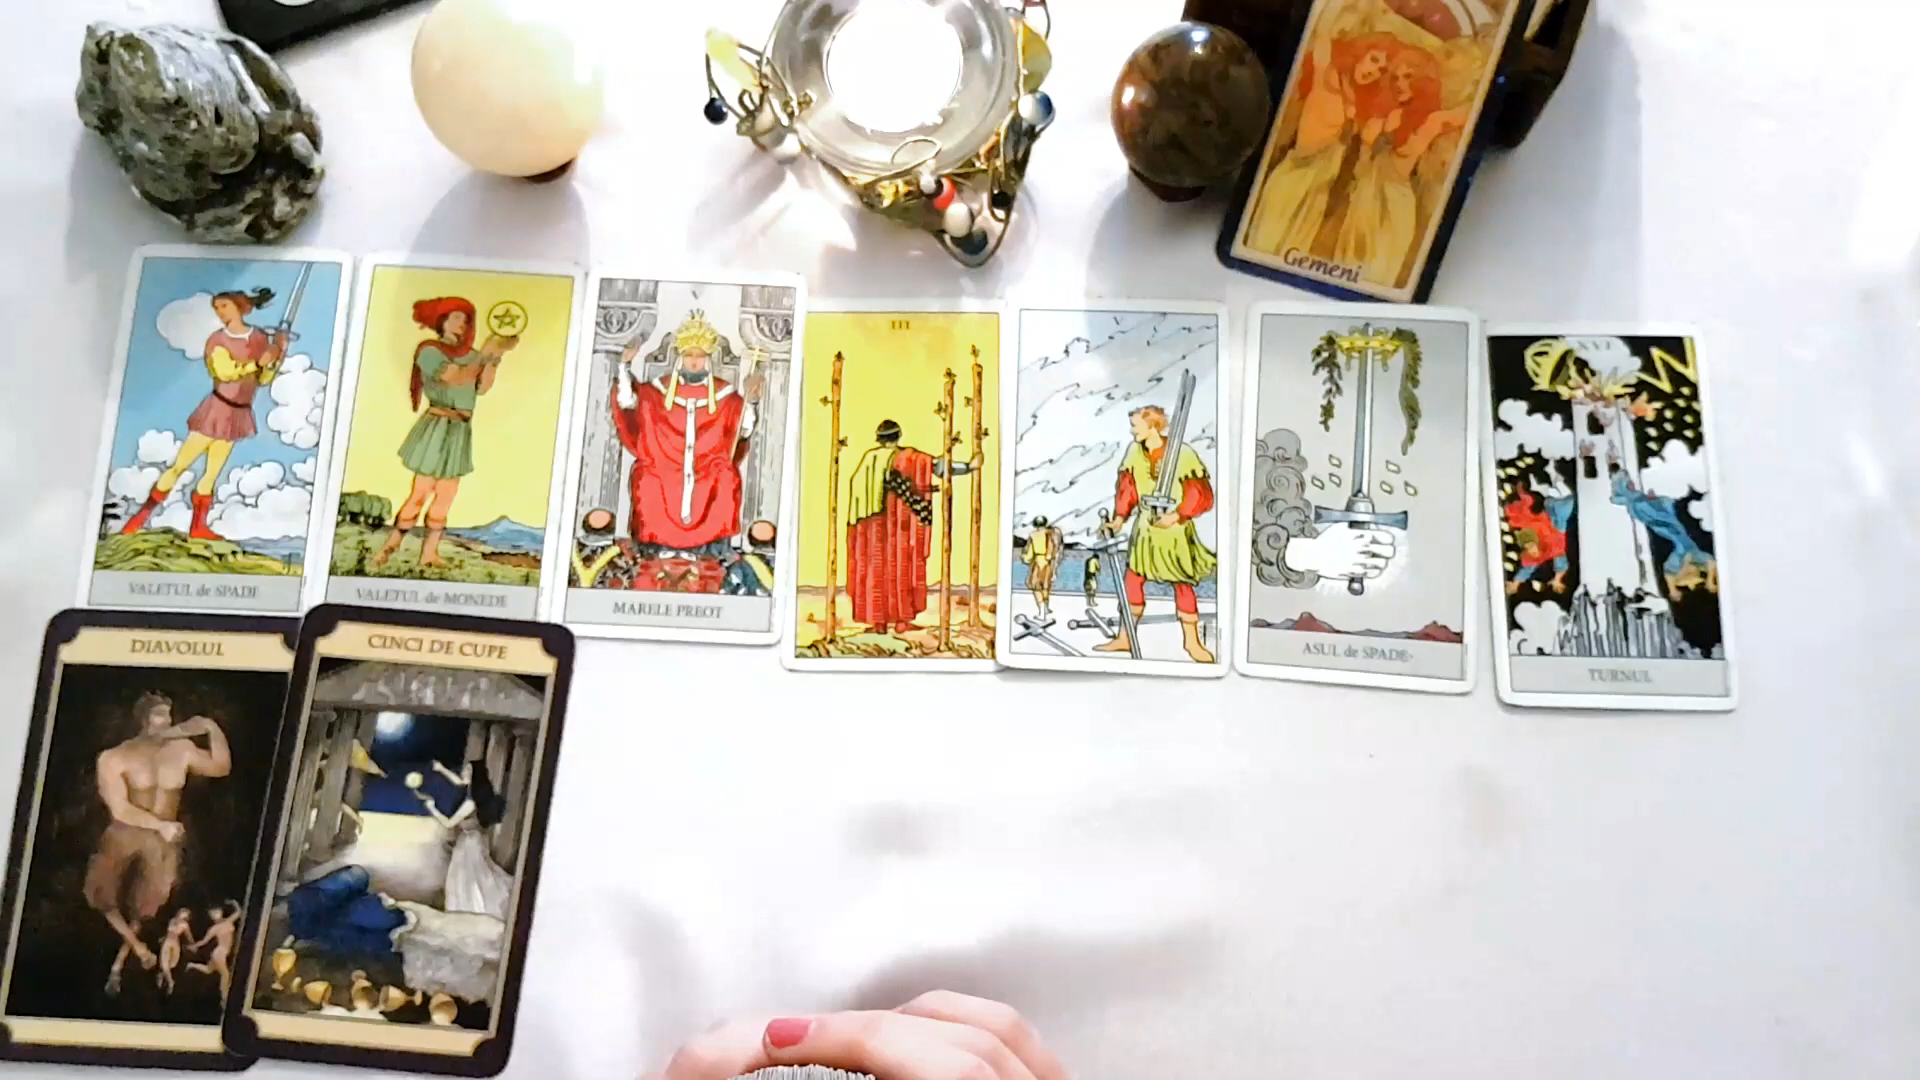 Gemeni
V
III
XVI
VALETUL de SPADE
VALETUL de MONEDE
MARELE PREOT
ASUL de SPADE
TURNUL
DIAVOLUL
CINCI DE CUPE